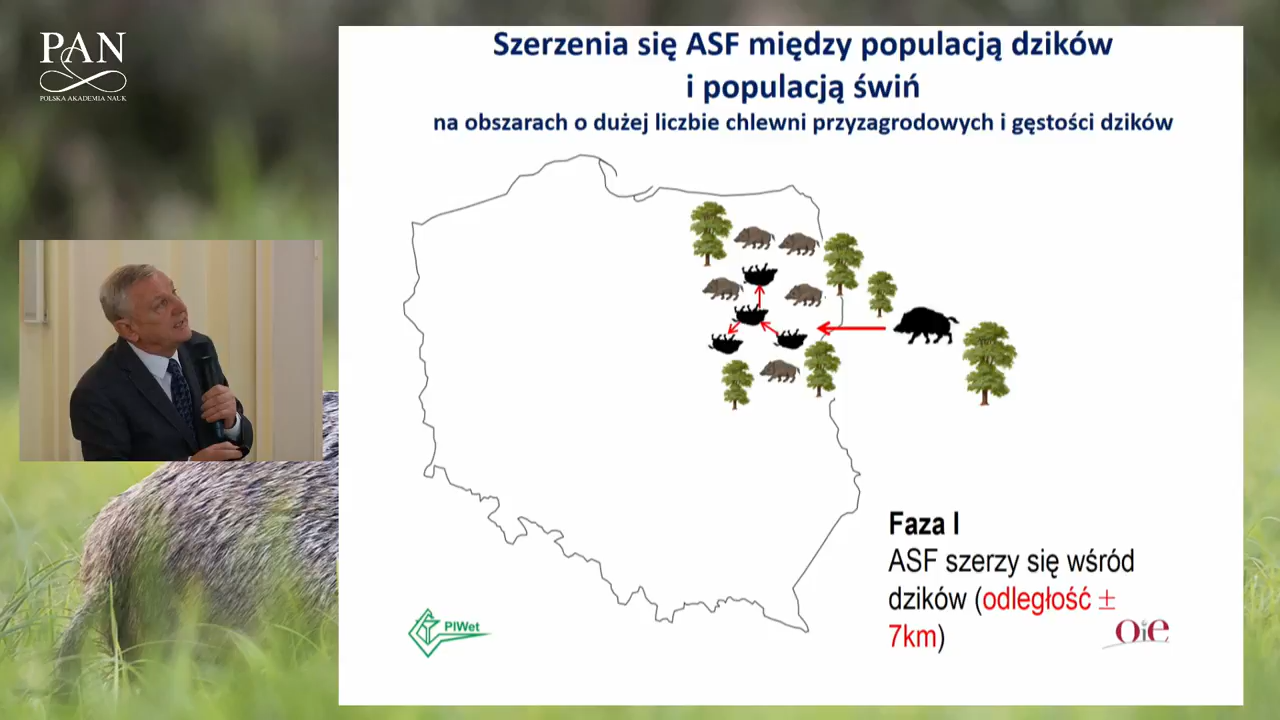 PAN
POLSKA AKADEMIA NAUK
Szerzenia się ASF między populacją dzików
i populacją świń
na obszarach o dużej liczbie chlewni przyzagrodowych i gęstości dzików
Faza I
ASF szerzy się wśród
dzików (odległość ±
7km)
PIWet
OiE